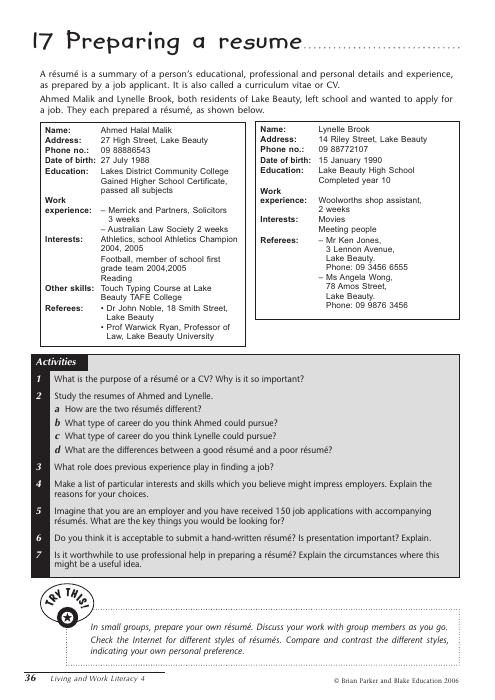 17 Preparing a resume
A résumé is a summary of a person's educational, professional and personal details and experience,
as prepared by a job applicant. It is also called a curriculum vitae or CV.
Ahmed Malik and Lynelle Brook, both residents of Lake Beauty, left school and wanted to apply for
a job. They each prepared a résumé, as shown below.
Name: Ahmed Halal Malik
Address: 27 High Street, Lake Beauty
Phone no.: 09 88886543
Date of birth: 27 July 1988
Education: Lakes District Community College
Gained Higher School Certificate,
passed all subjects
Work
experience: – Merrick and Partners, Solicitors
3 weeks
– Australian Law Society 2 weeks
Interests: Athletics, school Athletics Champion
2004, 2005
Football, member of school first
grade team 2004,2005
Reading
Other skills: Touch Typing Course at Lake
Beauty TAFE College
Referees: • Dr John Noble, 18 Smith Street,
Lake Beauty
• Prof Warwick Ryan, Professor of
Law, Lake Beauty University
Name: Lynelle Brook
Address: 14 Riley Street, Lake Beauty
Phone no.: 09 88772107
Date of birth: 15 January 1990
Education: Lake Beauty High School
Completed year 10
Work
experience: Woolworths shop assistant,
2 weeks
Interests: Movies
Meeting people
Referees: – Mr Ken Jones,
3 Lennon Avenue,
Lake Beauty.
Phone: 09 3456 6555
– Ms Angela Wong,
78 Amos Street,
Lake Beauty.
Phone: 09 9876 3456
Activities
1 What is the purpose of a résumé or a CV? Why is it so important?
2 Study the resumes of Ahmed and Lynelle.
a How are the two résumés different?
b What type of career do you think Ahmed could pursue?
c What type of career do you think Lynelle could pursue?
d What are the differences between a good résumé and a poor résumé?
3 What role does previous experience play in finding a job?
4 Make a list of particular interests and skills which you believe might impress employers. Explain the
reasons for your choices.
5 Imagine that you are an employer and you have received 150 job applications with accompanying
résumés. What are the key things you would be looking for?
6 Do you think it is acceptable to submit a hand-written résumé? Is presentation important? Explain.
7 Is it worthwhile to use professional help in preparing a résumé? Explain the circumstances where this
might be a useful idea.
TRY THIS!
In small groups, prepare your own résumé. Discuss your work with group members as you go.
Check the Internet for different styles of résumés. Compare and contrast the different styles,
indicating your own personal preference.
36 Living and Work Literacy 4
© Brian Parker and Blake Education 2006